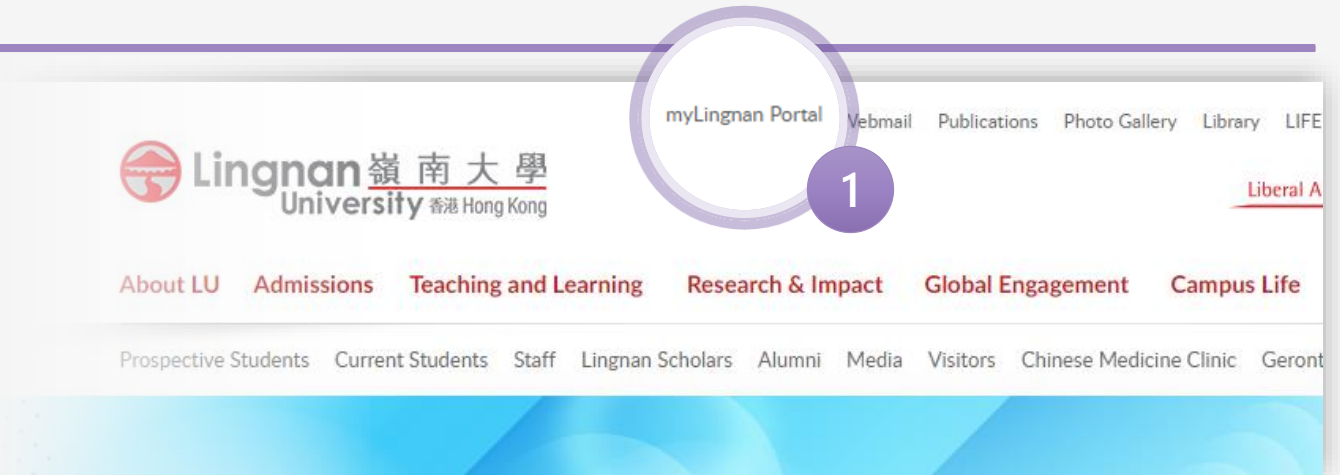 myLingnan Portal Webmail Publications Photo Gallery Library LIFE
Lingnan 嶺南大學
University 香港 Hong Kong
1
Liberal A
About LU Admissions Teaching and Learning Research & Impact Global Engagement Campus Life
Prospective Students Current Students Staff Lingnan Scholars Alumni Media Visitors Chinese Medicine Clinic Geront